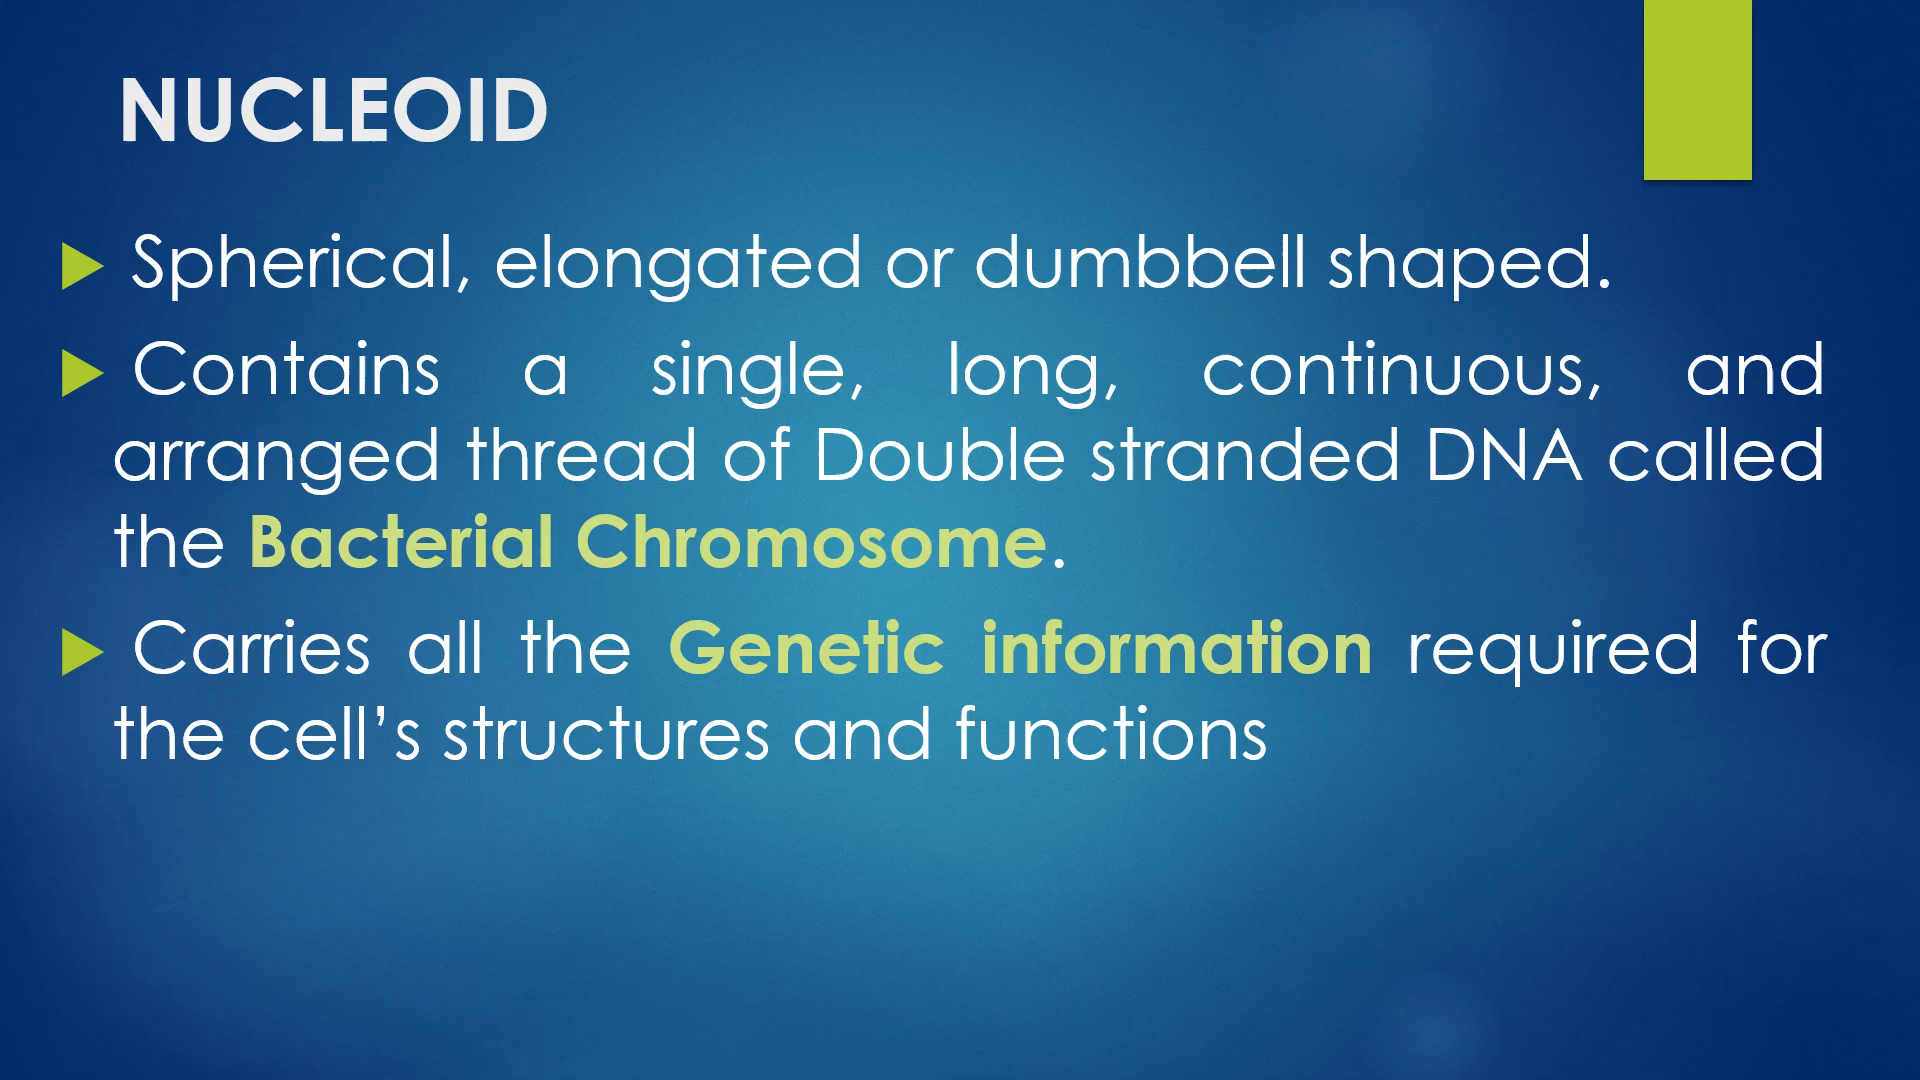 NUCLEOID
Spherical, elongated or dumbbell shaped.
Contains a single, long, continuous, and
arranged thread of Double stranded DNA called
the Bacterial Chromosome.
Carries all the Genetic information required for
the cell’s structures and functions